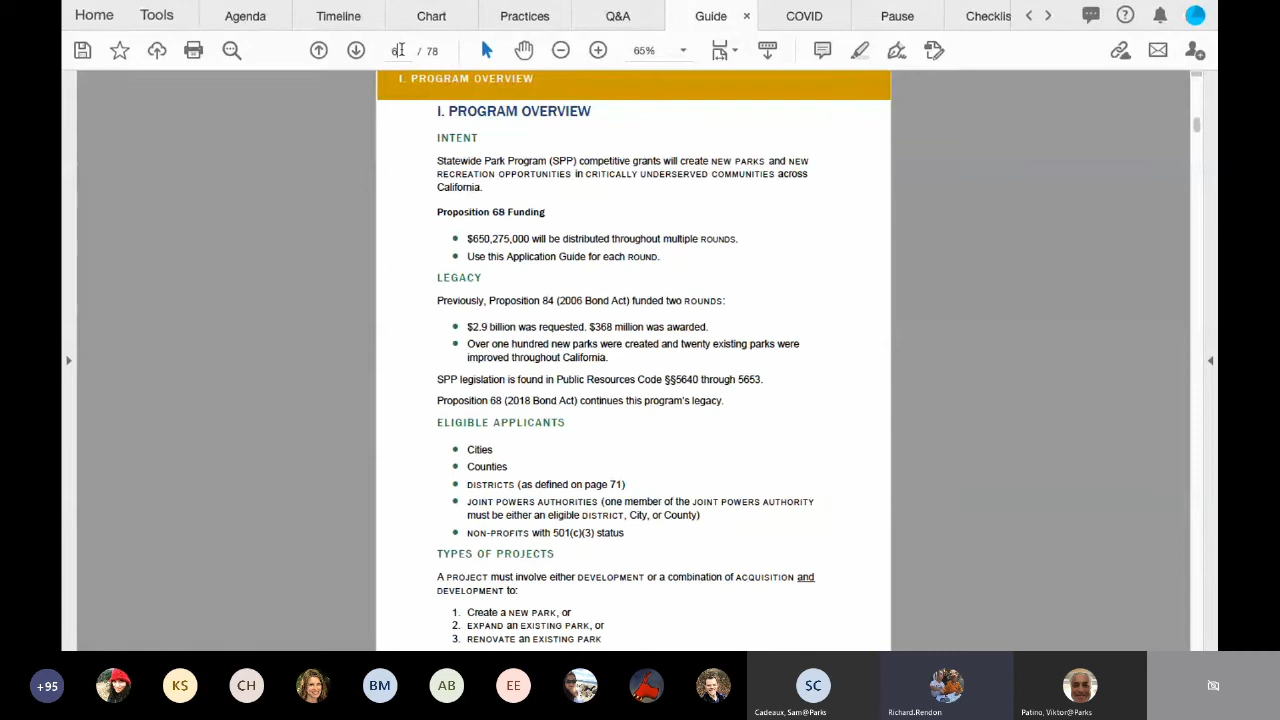 Home Tools Agenda Timeline Chart Practices Q&A Guide × COVID Pause Checklis
6 / 78 65%
I. PROGRAM OVERVIEW
I. PROGRAM OVERVIEW
INTENT
Statewide Park Program (SPP) competitive grants will create NEW PARKS and NEW
RECREATION OPPORTUNITIES in CRITICALLY UNDERSERVED COMMUNITIES across
California.
Proposition 68 Funding
• $650,275,000 will be distributed throughout multiple ROUNDS.
• Use this Application Guide for each ROUND.
LEGACY
Previously, Proposition 84 (2006 Bond Act) funded two ROUNDS:
• $2.9 billion was requested. $368 million was awarded.
• Over one hundred new parks were created and twenty existing parks were
improved throughout California.
SPP legislation is found in Public Resources Code §§5640 through 5653.
Proposition 68 (2018 Bond Act) continues this program's legacy.
ELIGIBLE APPLICANTS
• Cities
• Counties
• DISTRICTS (as defined on page 71)
• JOINT POWERS AUTHORITIES (one member of the JOINT POWERS AUTHORITY
must be either an eligible DISTRICT, City, or County)
• NON-PROFITS with 501(c)(3) status
TYPES OF PROJECTS
A PROJECT must involve either DEVELOPMENT or a combination of ACQUISITION and
DEVELOPMENT to:
1. Create a NEW PARK, or
2. EXPAND an EXISTING PARK, or
3. RENOVATE an EXISTING PARK
+95 KS CH BM AB EE SC
Cadeaux, Sam@Parks Richard.Rendon Patino, Viktor@Parks